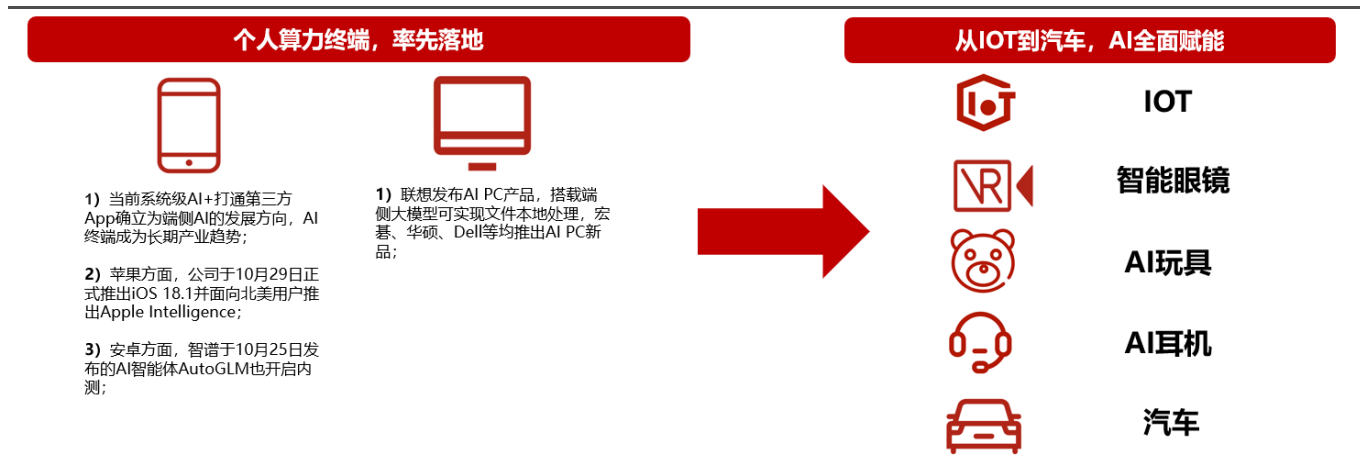 个人算力终端，率先落地
1）当前系统级AI+打通第三方
App确立为端侧AI的发展方向，AI
终端成为长期产业趋势；
2）苹果方面，公司于10月29日正
式推出iOS 18.1并面向北美用户推
出Apple Intelligence；
3）安卓方面，智谱于10月25日发
布的AI智能体AutoGLM也开启内
测；
1）联想发布AI PC产品，搭载端
侧大模型可实现文件本地处理，宏
碁、华硕、Dell等均推出AI PC新
品；
从IOT到汽车，AI全面赋能
IOT
IOT
VR
智能眼镜
AI玩具
AI耳机
汽车